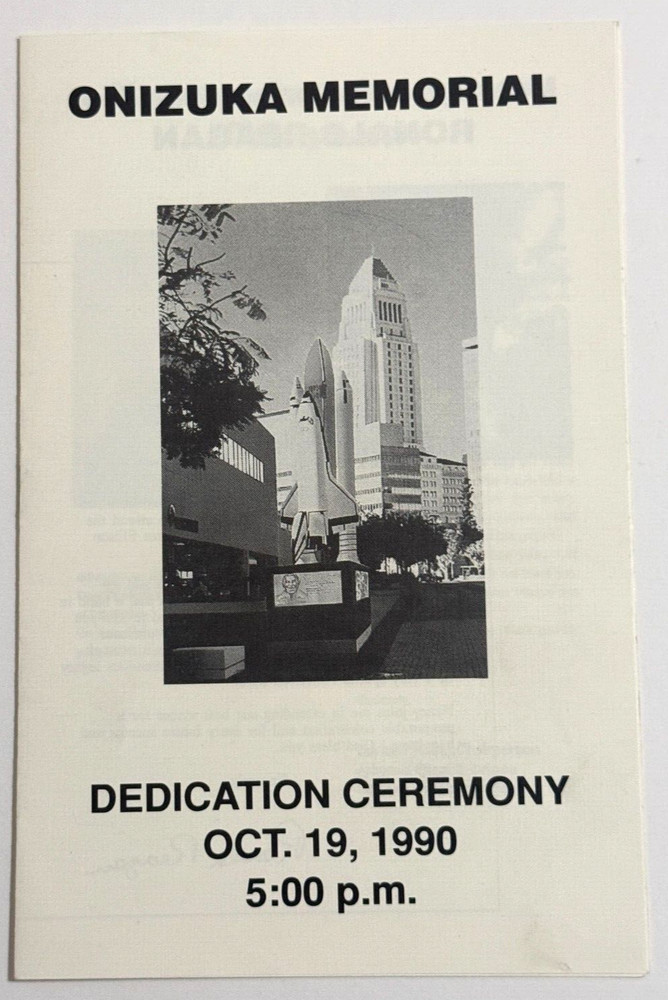 ONIZUKA MEMORIAL
DEDICATION CEREMONY
OCT. 19, 1990
5:00 p.m.